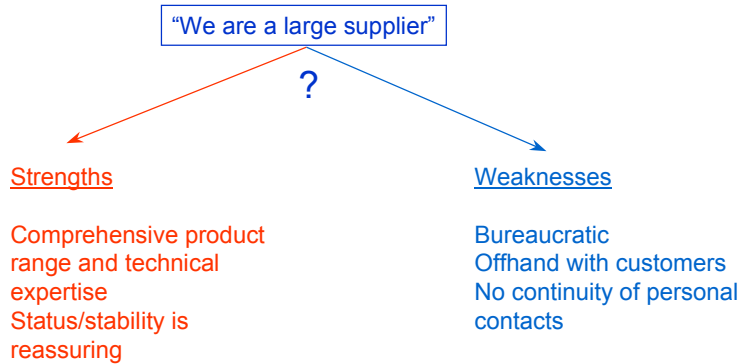 “We are a large supplier”
?
Strengths
Comprehensive product
range and technical
expertise
Status/stability is
reassuring
Weaknesses
Bureaucratic
Offhand with customers
No continuity of personal
contacts